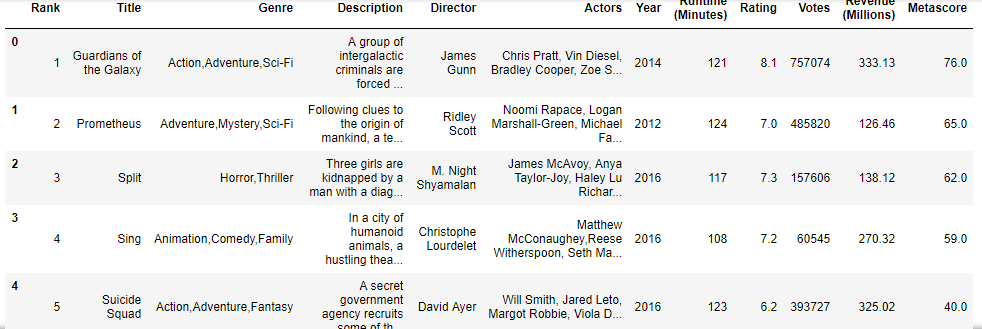 Rank Title Genre Description Director Actors Year Runtime (Minutes) Rating Votes Revenue (Millions) Metascore
0
1 Guardians of the Galaxy Action,Adventure,Sci-Fi A group of intergalactic criminals are forced ... James Gunn Chris Pratt, Vin Diesel, Bradley Cooper, Zoe S... 2014 121 8.1 757074 333.13 76.0
1
2 Prometheus Adventure,Mystery,Sci-Fi Following clues to the origin of mankind, a te... Ridley Scott Noomi Rapace, Logan Marshall-Green, Michael Fa... 2012 124 7.0 485820 126.46 65.0
2
3 Split Horror,Thriller Three girls are kidnapped by a man with a diag... M. Night Shyamalan James McAvoy, Anya Taylor-Joy, Haley Lu Richar... 2016 117 7.3 157606 138.12 62.0
3
4 Sing Animation,Comedy,Family In a city of humanoid animals, a hustling thea... Christophe Lourdelet Matthew McConaughey,Reese Witherspoon, Seth Ma... 2016 108 7.2 60545 270.32 59.0
4
5 Suicide Squad Action,Adventure,Fantasy A secret government agency recruits some of th... David Ayer Will Smith, Jared Leto, Margot Robbie, Viola D... 2016 123 6.2 393727 325.02 40.0